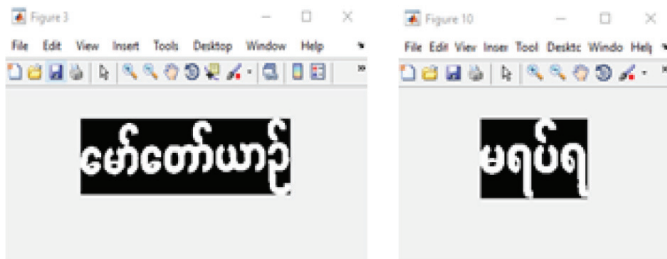 Figure 3
File Edit View Insert Tools Desktop Window Help
မော်တော်ယာဉ်
Figure 10
File Edit View Inser Tool Desktc Windo Help
မရပ်ရ